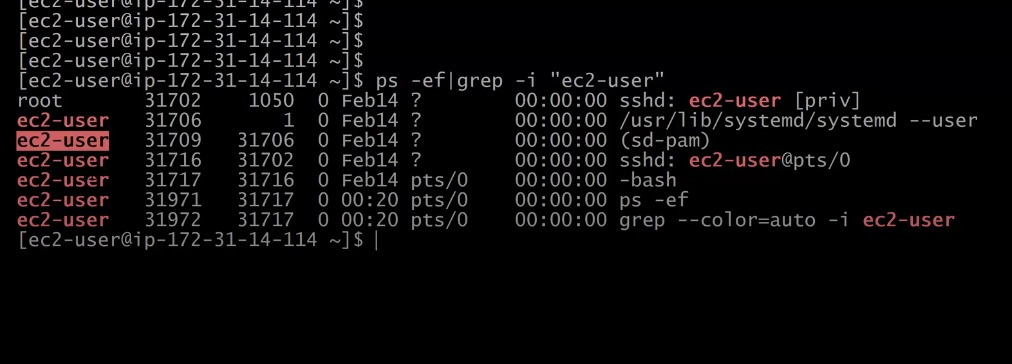 [ec2-user@ip-172-31-14-114 ~]$
[ec2-user@ip-172-31-14-114 ~]$
[ec2-user@ip-172-31-14-114 ~]$
[ec2-user@ip-172-31-14-114 ~]$
[ec2-user@ip-172-31-14-114 ~]$ ps -ef|grep -i "ec2-user"
root     31702  1050  0 Feb14 ?        00:00:00 sshd: ec2-user [priv]
ec2-user 31706     1  0 Feb14 ?        00:00:00 /usr/lib/systemd/systemd --user
ec2-user 31709 31706  0 Feb14 ?        00:00:00 (sd-pam)
ec2-user 31716 31702  0 Feb14 ?        00:00:00 sshd: ec2-user@pts/0
ec2-user 31717 31716  0 Feb14 pts/0    00:00:00 -bash
ec2-user 31971 31717  0 00:20 pts/0    00:00:00 ps -ef
ec2-user 31972 31717  0 00:20 pts/0    00:00:00 grep --color=auto -i ec2-user
[ec2-user@ip-172-31-14-114 ~]$